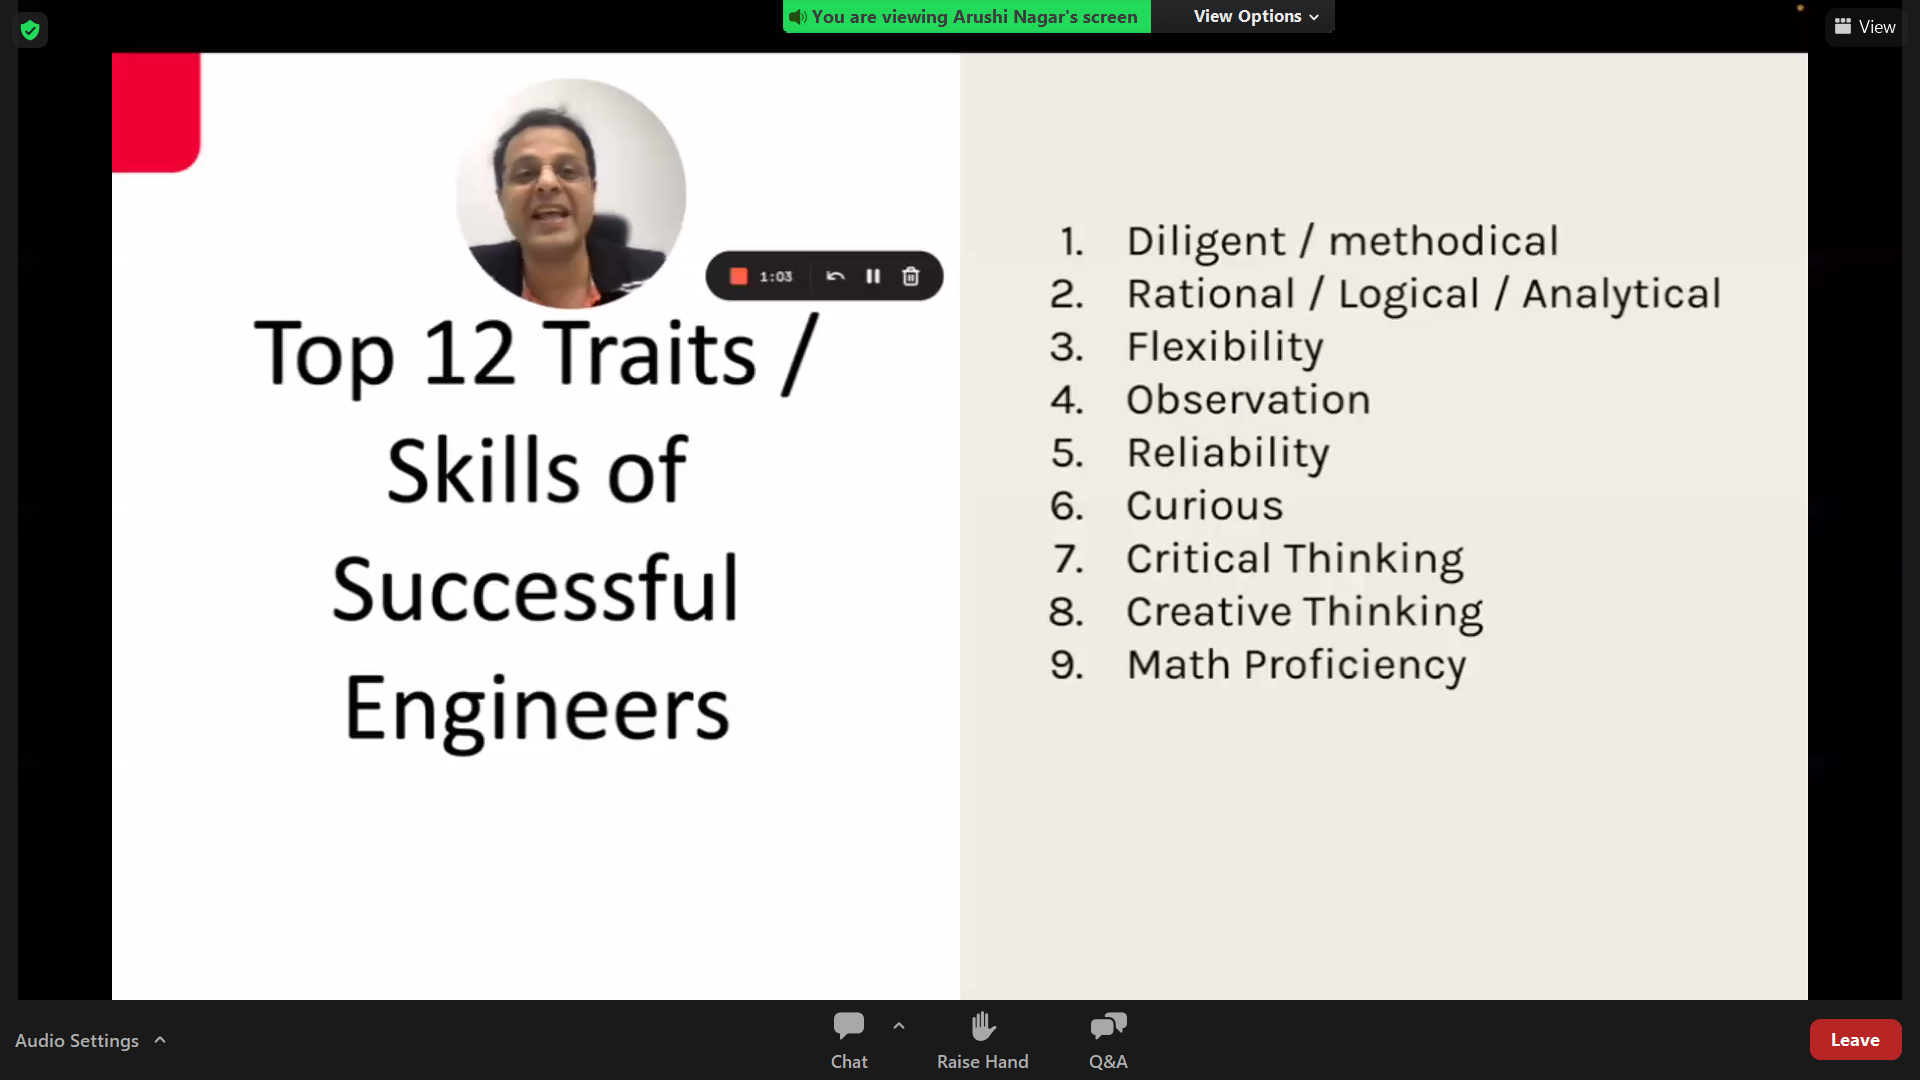 You are viewing Arushi Nagar's screen
View Options
View
1:03
Top 12 Traits /
Skills of
Successful
Engineers
1. Diligent / methodical
2. Rational / Logical / Analytical
3. Flexibility
4. Observation
5. Reliability
6. Curious
7. Critical Thinking
8. Creative Thinking
9. Math Proficiency
Audio Settings
Chat
Raise Hand
Q&A
Leave